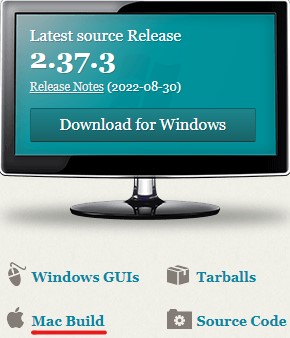 Latest source Release
2.37.3
Release Notes (2022-08-30)
Download for Windows
Windows GUIs
Tarballs
Mac Build
Source Code